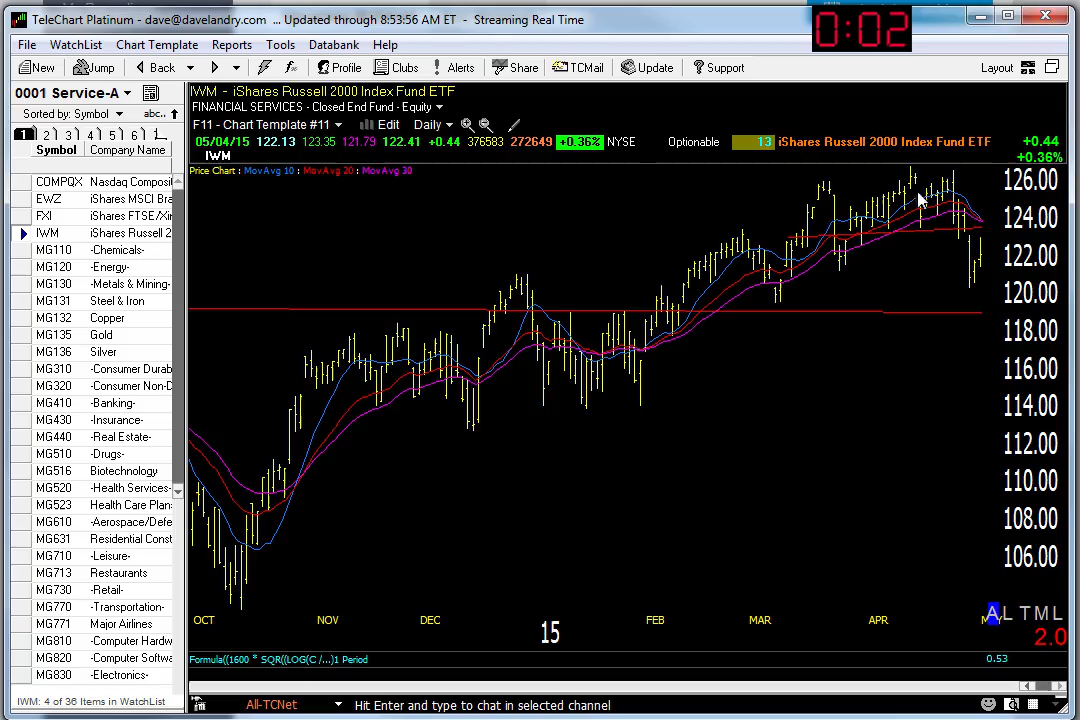 TeleChart Platinum - dave@davelandry.com ... Updated through 8:53:56 AM ET - Streaming Real Time
0:02
File WatchList Chart Template Reports Tools Databank Help
New Jump Back Profile Clubs Alerts Share TCMail Update Support Layout
0001 Service-A
Sorted by: Symbol abc..
1 2 3 4 5 6
Symbol Company Name
COMPQX Nasdaq Composi
EWZ iShares MSCI Bra
FXI iShares FTSE/Xin
IWM iShares Russell 2
MG110 -Chemicals-
MG120 -Energy-
MG130 -Metals & Mining-
MG131 Steel & Iron
MG132 Copper
MG135 Gold
MG136 Silver
MG310 -Consumer Durab
MG320 -Consumer Non-D
MG410 -Banking-
MG430 -Insurance-
MG440 -Real Estate-
MG510 -Drugs-
MG516 Biotechnology
MG520 -Health Services-
MG523 Health Care Plan
MG610 -Aerospace/Defe
MG631 Residential Const
MG710 -Leisure-
MG713 Restaurants
MG730 -Retail-
MG770 -Transportation-
MG771 Major Airlines
MG810 -Computer Hardw
MG820 -Computer Softwa
MG830 -Electronics-
IWM: 4 of 36 Items in WatchList
IWM - iShares Russell 2000 Index Fund ETF
FINANCIAL SERVICES - Closed End Fund - Equity
F11 - Chart Template #11 Edit Daily
05/04/15 122.13 123.35 121.79 122.41 +0.44 376583 272649 +0.36% NYSE Optionable 13 iShares Russell 2000 Index Fund ETF +0.44
IWM +0.36%
Price Chart : MovAvg 10 : MovAvg 20 : MovAvg 30
126.00
124.00
122.00
120.00
118.00
116.00
114.00
112.00
110.00
108.00
106.00
OCT NOV DEC 15 FEB MAR APR
A L T M L
2.0
Formula((1600 * SQR((LOG(C /...)1 Period 0.53
All-TCNet Hit Enter and type to chat in selected channel